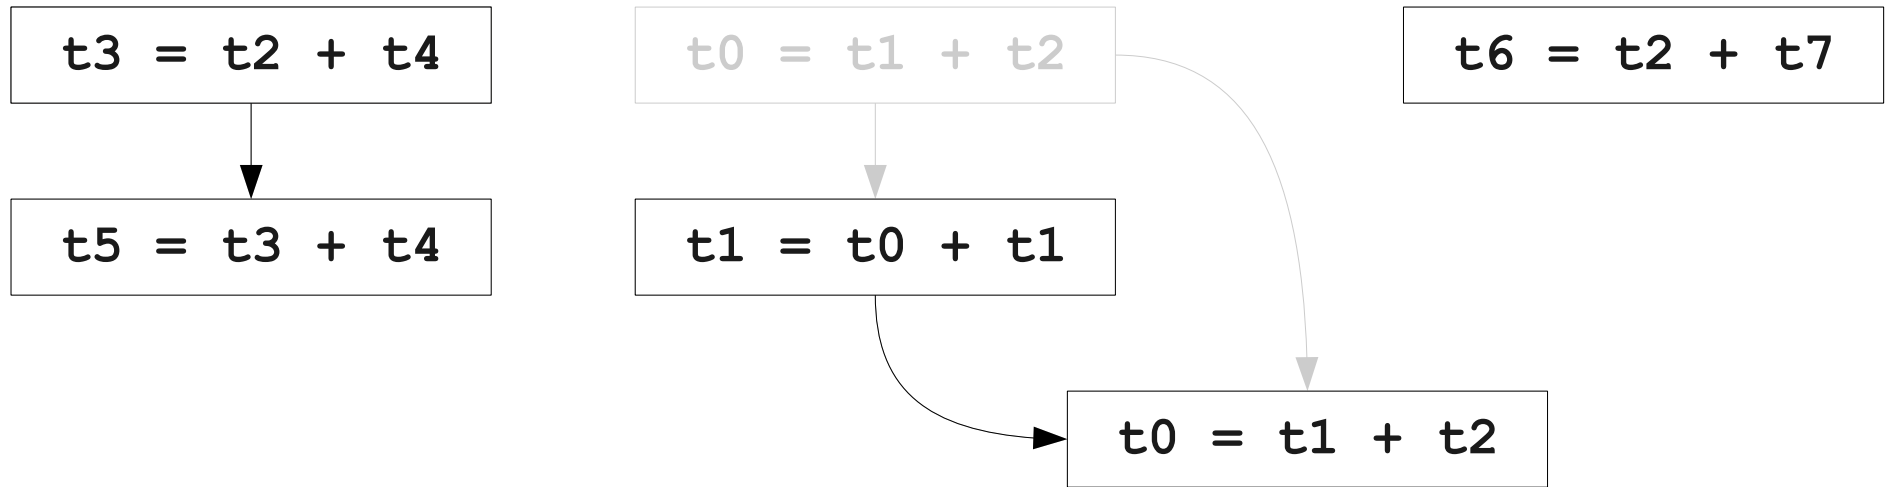 t3 = t2 + t4
t0 = t1 + t2
t6 = t2 + t7
t5 = t3 + t4
t1 = t0 + t1
t0 = t1 + t2